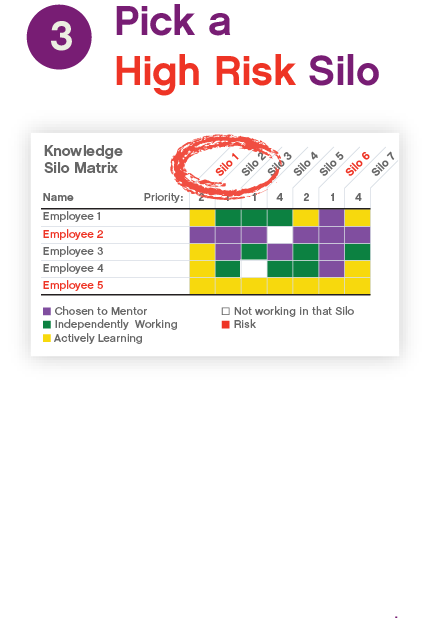 3
Pick a
High Risk Silo
Knowledge
Silo Matrix
Silo 1
Silo 2
Silo 3
Silo 4
Silo 5
Silo 6
Silo 7
Name Priority: 2 1 4 2 1 4
Employee 1
Employee 2
Employee 3
Employee 4
Employee 5
Chosen to Mentor
Independently Working
Actively Learning
Not working in that Silo
Risk